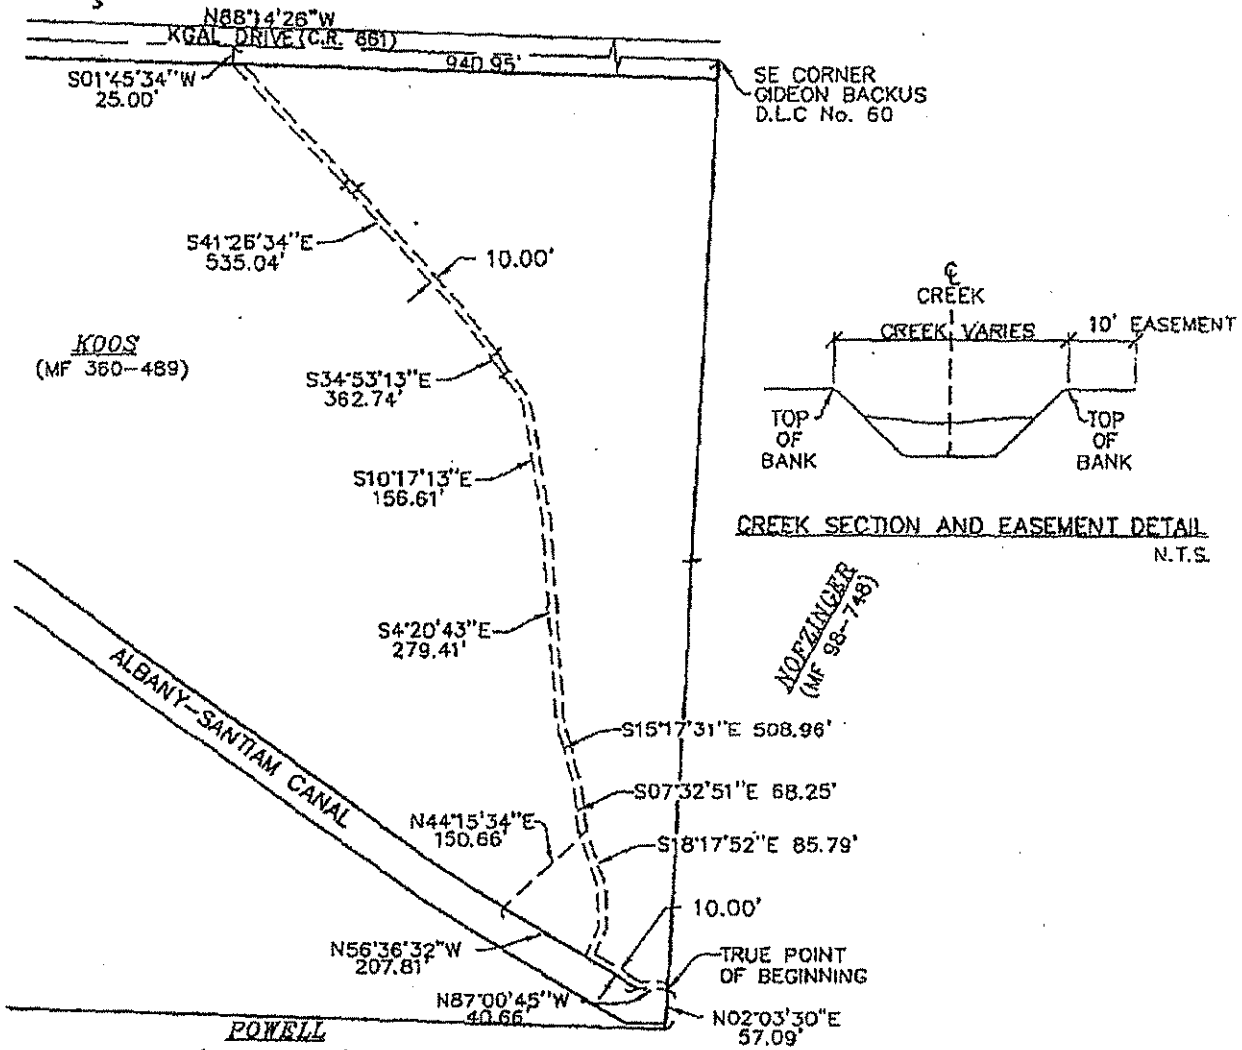 N88°14'26"W
KGAL DRIVE (C.R. 661)
940.95'
S01°45'34"W
25.00'
SE CORNER
GIDEON BACKUS
D.L.C No. 60
S41°26'34"E
535.04'
10.00'
KOOS
(MF 360-489)
S34°53'13"E
362.74'
S10°17'13"E
156.61'
S4°20'43"E
279.41'
℄
CREEK
CREEK VARIES
10' EASEMENT
TOP
OF
BANK
TOP
OF
BANK
CREEK SECTION AND EASEMENT DETAIL
N.T.S.
NOFZINGER
(MF 98-748)
ALBANY-SANTIAM CANAL
S15°17'31"E 508.96'
S07°32'51"E 68.25'
N44°15'34"E
150.66'
S18°17'52"E 85.79'
10.00'
N56°36'32"W
207.81'
TRUE POINT
OF BEGINNING
N87°00'45"W
40.66'
N02°03'30"E
57.09'
POWELL